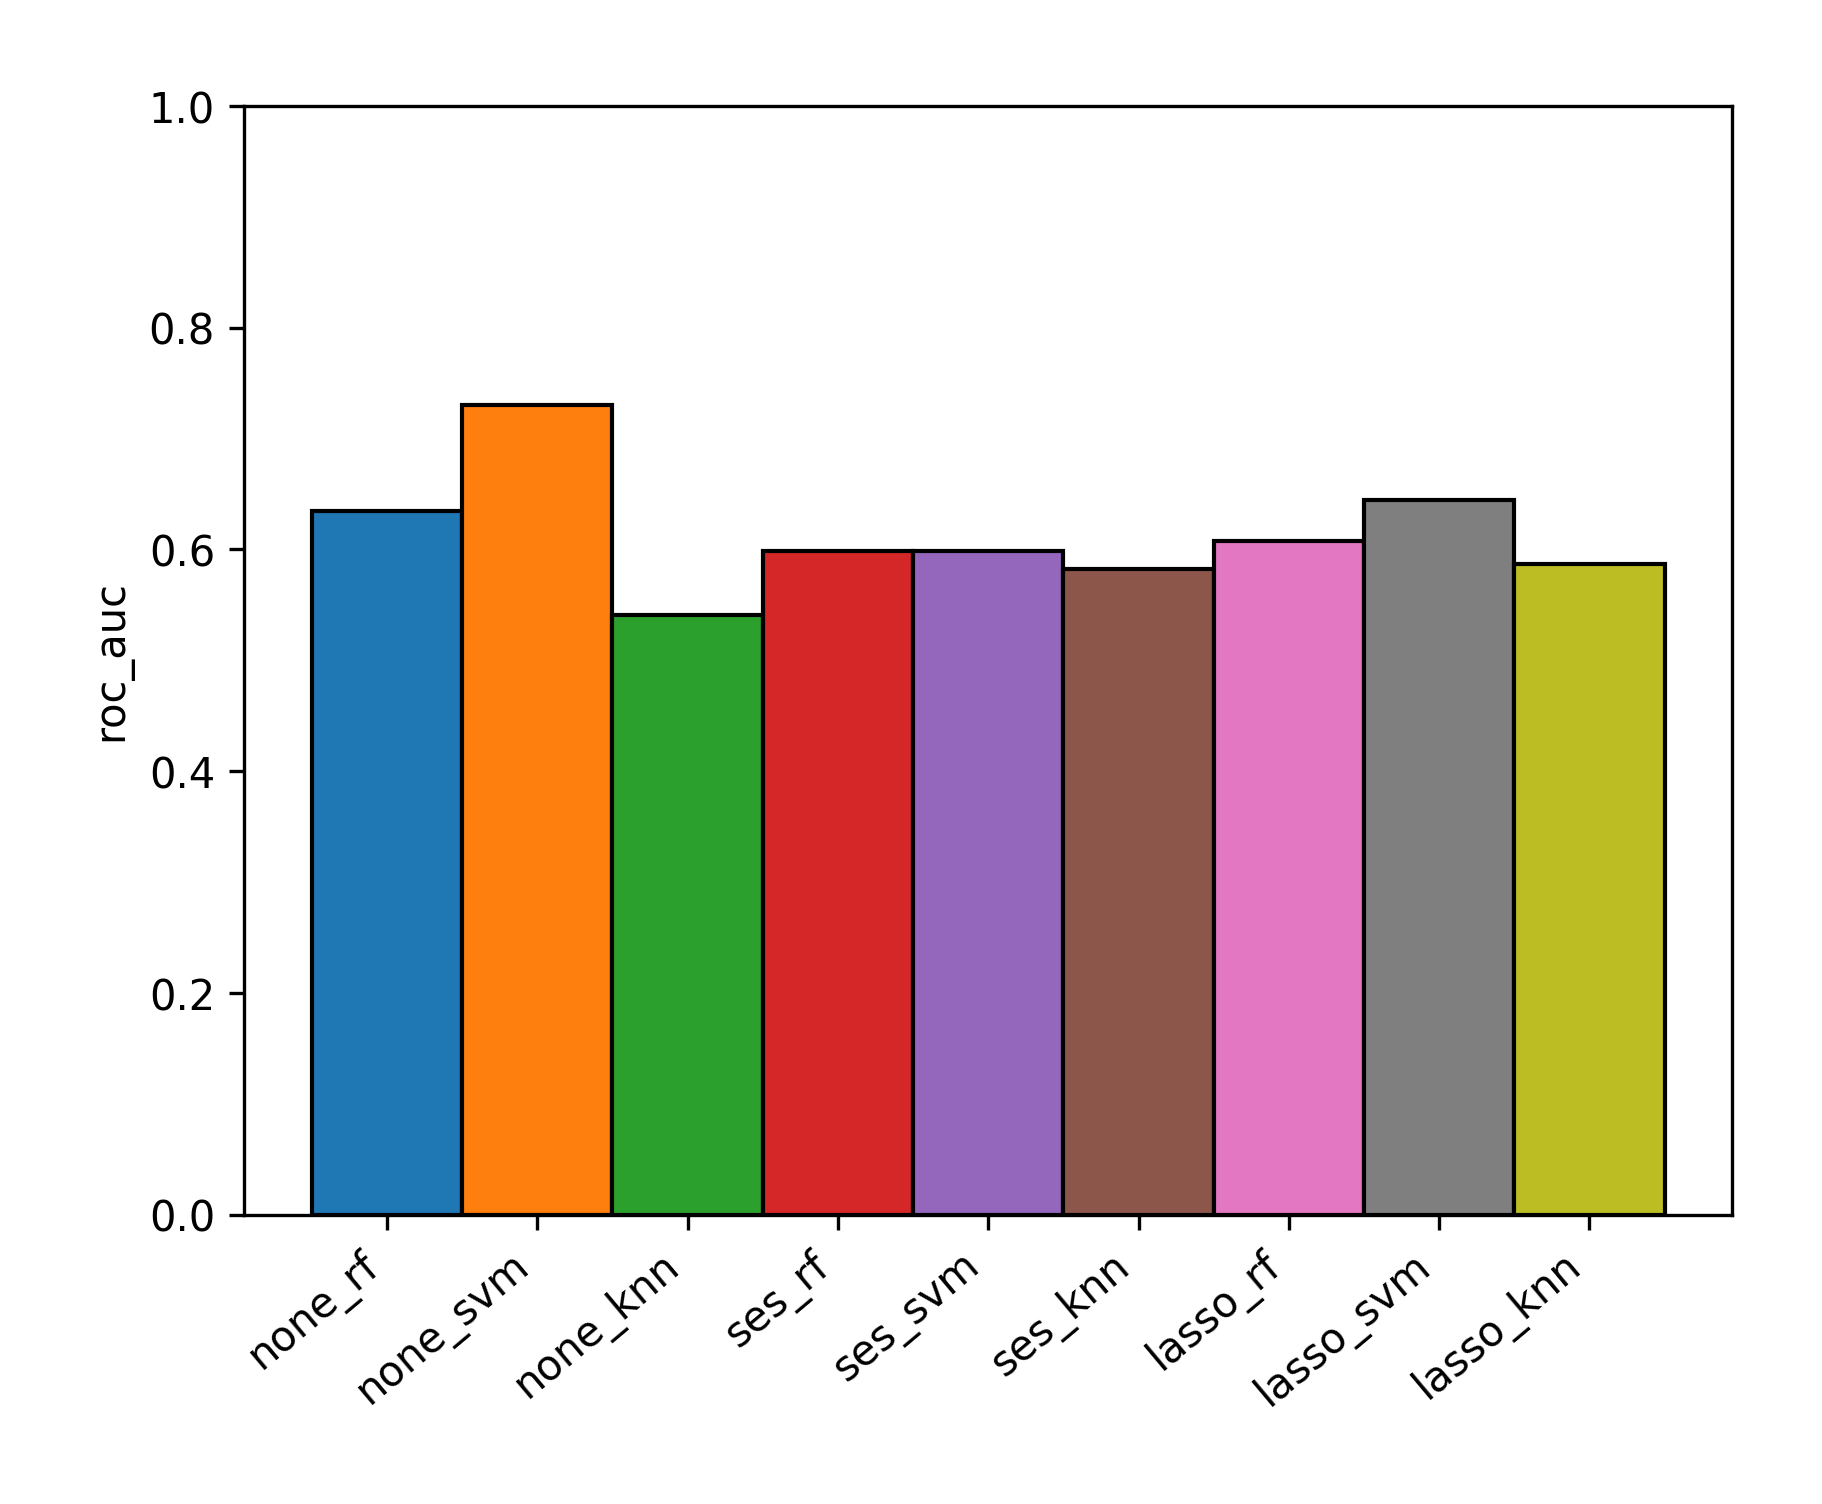 1.0
0.8
0.6
0.4
0.2
0.0
roc_auc
none_rf
none_svm
none_knn
ses_rf
ses_svm
ses_knn
lasso_rf
lasso_svm
lasso_knn